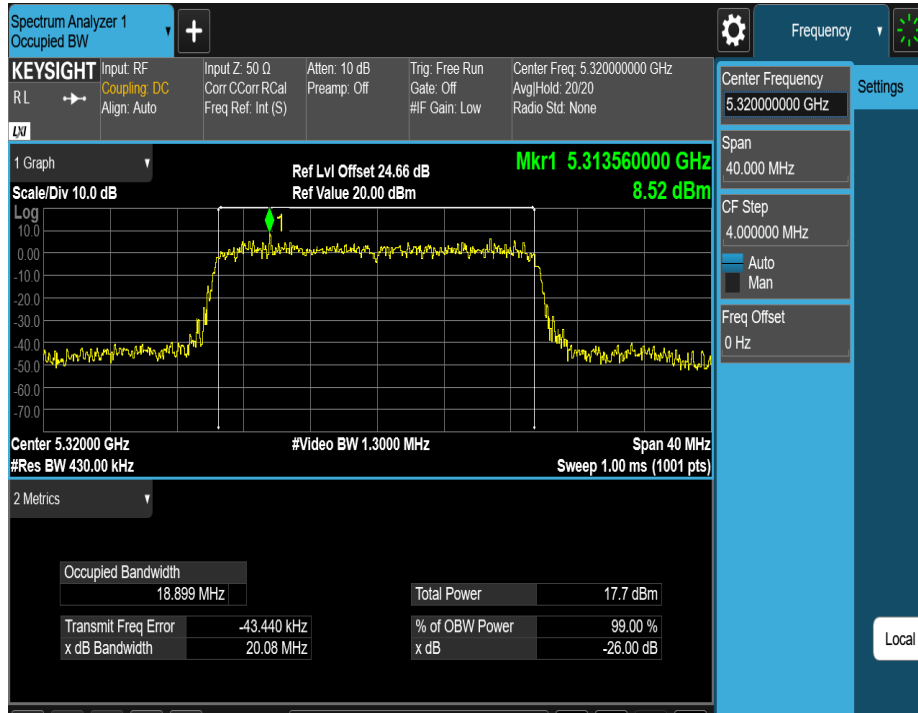 Spectrum Analyzer 1
Occupied BW
+
Frequency
KEYSIGHT
R L
LXI
Input: RF
Coupling: DC
Align: Auto
Input Z: 50 Ω
Corr CCorr RCal
Freq Ref: Int (S)
Atten: 10 dB
Preamp: Off
Trig: Free Run
Gate: Off
#IF Gain: Low
Center Freq: 5.320000000 GHz
Avg|Hold: 20/20
Radio Std: None
Center Frequency
5.320000000 GHz
Settings
Span
40.000 MHz
CF Step
4.000000 MHz
Auto
Man
Freq Offset
0 Hz
Local
1 Graph
Scale/Div 10.0 dB
Ref Lvl Offset 24.66 dB
Ref Value 20.00 dBm
Mkr1 5.313560000 GHz
8.52 dBm
Log
10.0
0.00
-10.0
-20.0
-30.0
-40.0
-50.0
-60.0
-70.0
1
Center 5.32000 GHz
#Video BW 1.3000 MHz
Span 40 MHz
#Res BW 430.00 kHz
Sweep 1.00 ms (1001 pts)
2 Metrics
Occupied Bandwidth
18.899 MHz
Total Power 17.7 dBm
Transmit Freq Error -43.440 kHz
% of OBW Power 99.00 %
x dB Bandwidth 20.08 MHz
x dB -26.00 dB